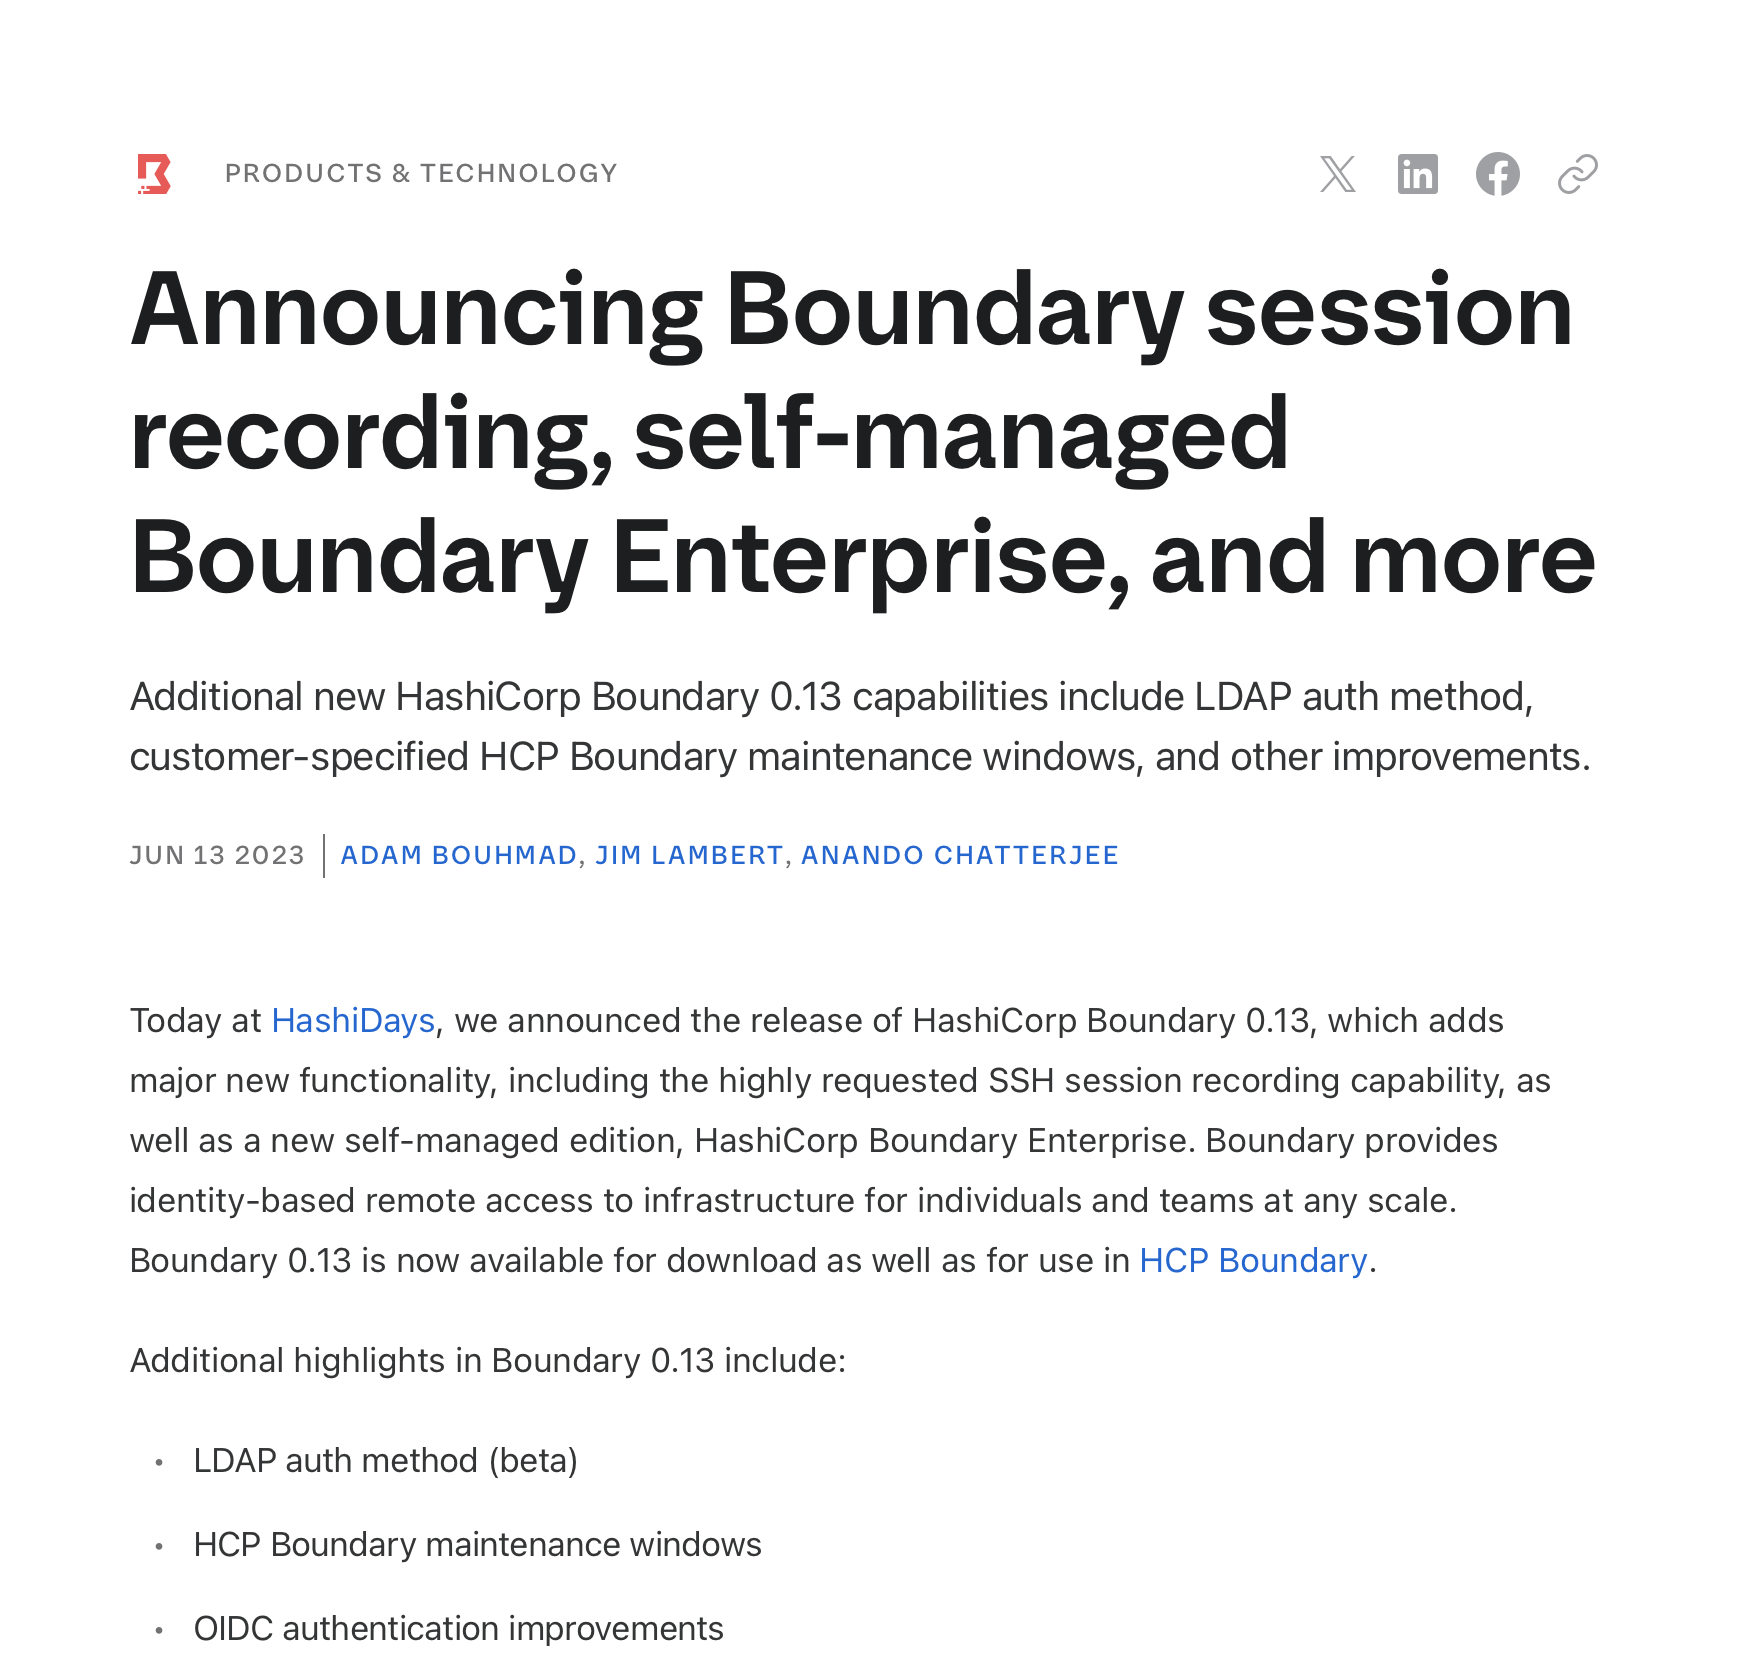 PRODUCTS & TECHNOLOGY
Announcing Boundary session
recording, self-managed
Boundary Enterprise, and more
Additional new HashiCorp Boundary 0.13 capabilities include LDAP auth method,
customer-specified HCP Boundary maintenance windows, and other improvements.
JUN 13 2023 | ADAM BOUHMAD, JIM LAMBERT, ANANDO CHATTERJEE
Today at HashiDays, we announced the release of HashiCorp Boundary 0.13, which adds
major new functionality, including the highly requested SSH session recording capability, as
well as a new self-managed edition, HashiCorp Boundary Enterprise. Boundary provides
identity-based remote access to infrastructure for individuals and teams at any scale.
Boundary 0.13 is now available for download as well as for use in HCP Boundary.
Additional highlights in Boundary 0.13 include:
• LDAP auth method (beta)
• HCP Boundary maintenance windows
• OIDC authentication improvements